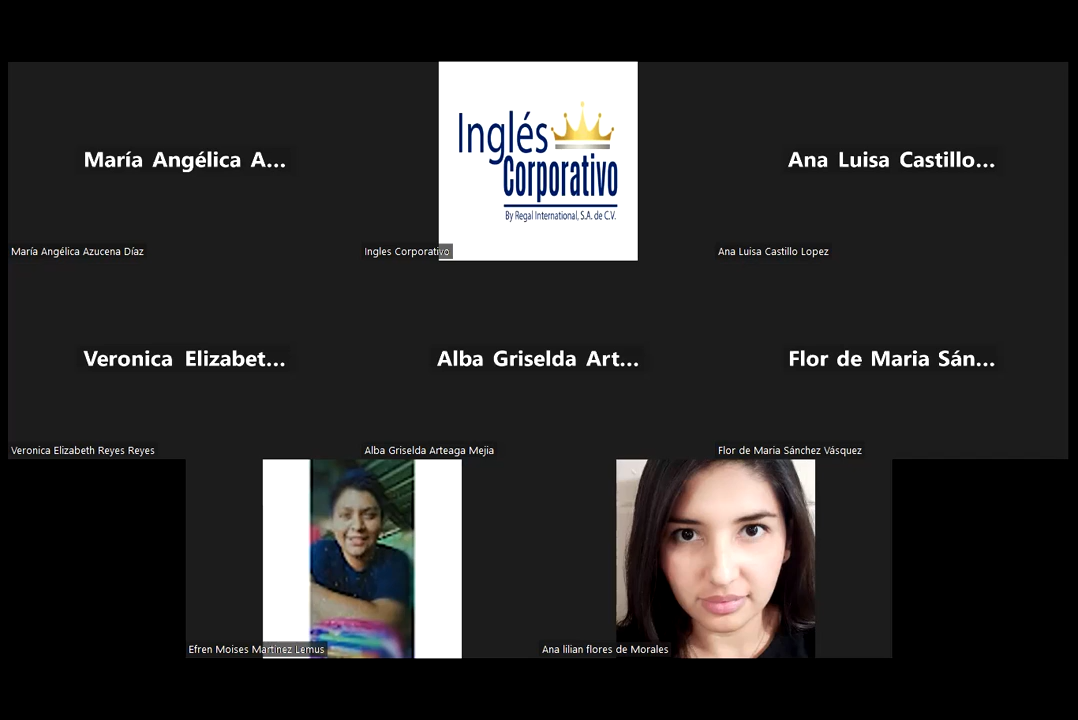 María Angélica A...
Inglés
Corporativo
By Regal International, S.A. de C.V.
Ana Luisa Castillo...
María Angélica Azucena Díaz
Ingles Corporativo
Ana Luisa Castillo Lopez
Veronica Elizabet...
Alba Griselda Art...
Flor de Maria Sán...
Veronica Elizabeth Reyes Reyes
Alba Griselda Arteaga Mejia
Flor de Maria Sánchez Vásquez
Efren Moises Martinez Lemus
Ana lilian flores de Morales